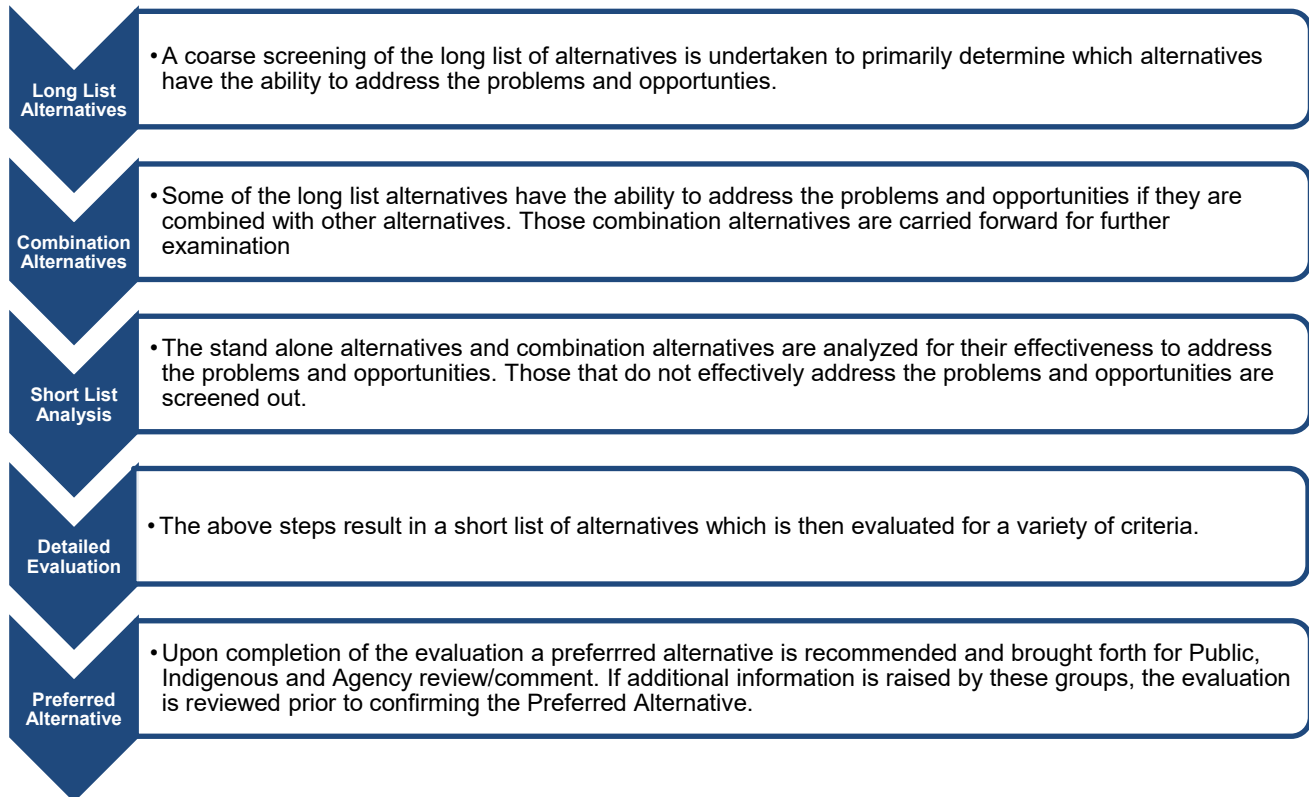 Long List
Alternatives
•A coarse screening of the long list of alternatives is undertaken to primarily determine which alternatives
have the ability to address the problems and opportunties.
Combination
Alternatives
•Some of the long list alternatives have the ability to address the problems and opportunities if they are
combined with other alternatives. Those combination alternatives are carried forward for further
examination
Short List
Analysis
•The stand alone alternatives and combination alternatives are analyzed for their effectiveness to address
the problems and opportunities. Those that do not effectively address the problems and opportunities are
screened out.
Detailed
Evaluation
•The above steps result in a short list of alternatives which is then evaluated for a variety of criteria.
Preferred
Alternative
•Upon completion of the evaluation a preferrred alternative is recommended and brought forth for Public,
Indigenous and Agency review/comment. If additional information is raised by these groups, the evaluation
is reviewed prior to confirming the Preferred Alternative.